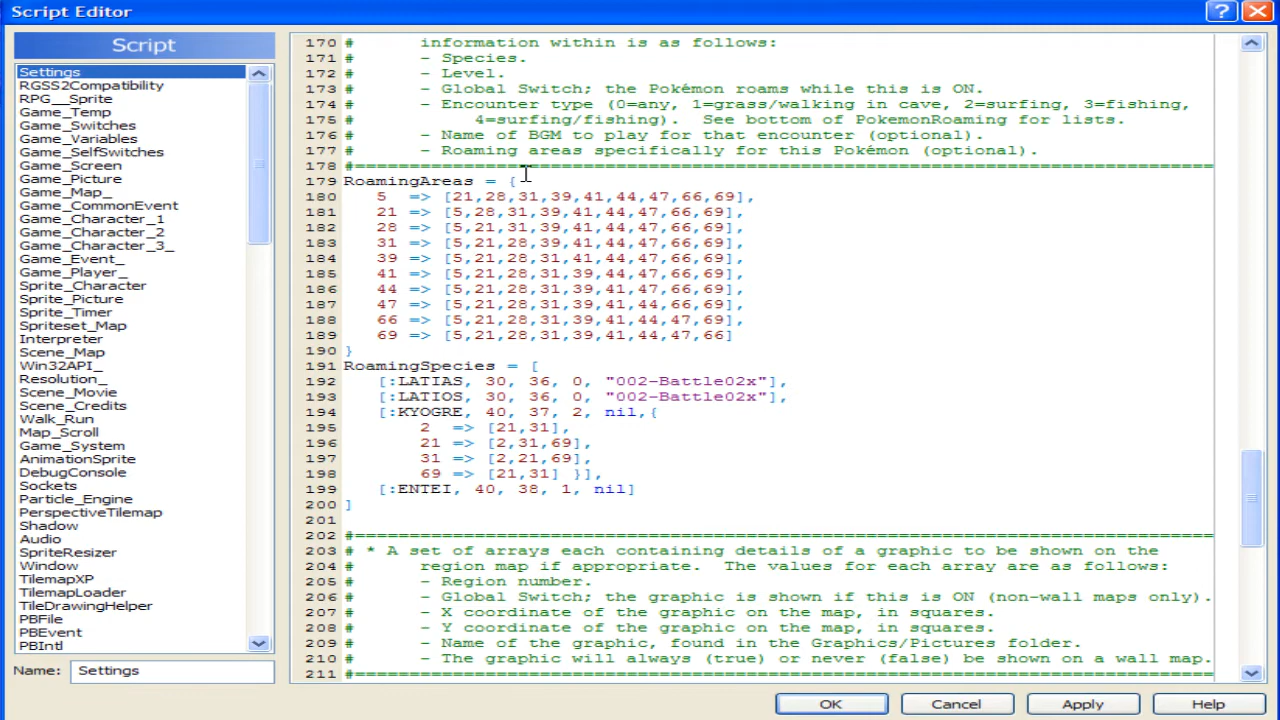 Script Editor
Script
Settings
RGSS2Compatibility
RPG__Sprite
Game_Temp
Game_Switches
Game_Variables
Game_SelfSwitches
Game_Screen
Game_Picture
Game_Map_
Game_CommonEvent
Game_Character_1
Game_Character_2
Game_Character_3_
Game_Event_
Game_Player_
Sprite_Character
Sprite_Picture
Sprite_Timer
Spriteset_Map
Interpreter
Scene_Map
Win32API_
Resolution_
Scene_Movie
Scene_Credits
Walk_Run
Map_Scroll
Game_System
AnimationSprite
DebugConsole
Sockets
Particle_Engine
PerspectiveTilemap
Shadow
Audio
SpriteResizer
Window
TilemapXP
TilemapLoader
TileDrawingHelper
PBFile
PBEvent
PBIntl
Name: Settings
170 #      information within is as follows:
171 #      - Species.
172 #      - Level.
173 #      - Global Switch; the Pokémon roams while this is ON.
174 #      - Encounter type (0=any, 1=grass/walking in cave, 2=surfing, 3=fishing,
175 #           4=surfing/fishing).  See bottom of PokemonRoaming for lists.
176 #      - Name of BGM to play for that encounter (optional).
177 #      - Roaming areas specifically for this Pokémon (optional).
178 #===============================================================================
179 RoamingAreas = {
180    5  => [21,28,31,39,41,44,47,66,69],
181    21 => [5,28,31,39,41,44,47,66,69],
182    28 => [5,21,31,39,41,44,47,66,69],
183    31 => [5,21,28,39,41,44,47,66,69],
184    39 => [5,21,28,31,41,44,47,66,69],
185    41 => [5,21,28,31,39,44,47,66,69],
186    44 => [5,21,28,31,39,41,47,66,69],
187    47 => [5,21,28,31,39,41,44,66,69],
188    66 => [5,21,28,31,39,41,44,47,69],
189    69 => [5,21,28,31,39,41,44,47,66]
190 }
191 RoamingSpecies = [
192    [:LATIAS, 30, 36, 0, "002-Battle02x"],
193    [:LATIOS, 30, 36, 0, "002-Battle02x"],
194    [:KYOGRE, 40, 37, 2, nil,{
195        2  => [21,31],
196        21 => [2,31,69],
197        31 => [2,21,69],
198        69 => [21,31] }],
199    [:ENTEI, 40, 38, 1, nil]
200 ]
201
202 #===============================================================================
203 # * A set of arrays each containing details of a graphic to be shown on the
204 #      region map if appropriate.  The values for each array are as follows:
205 #      - Region number.
206 #      - Global Switch; the graphic is shown if this is ON (non-wall maps only).
207 #      - X coordinate of the graphic on the map, in squares.
208 #      - Y coordinate of the graphic on the map, in squares.
209 #      - Name of the graphic, found in the Graphics/Pictures folder.
210 #      - The graphic will always (true) or never (false) be shown on a wall map.
211 #===============================================================================
OK
Cancel
Apply
Help